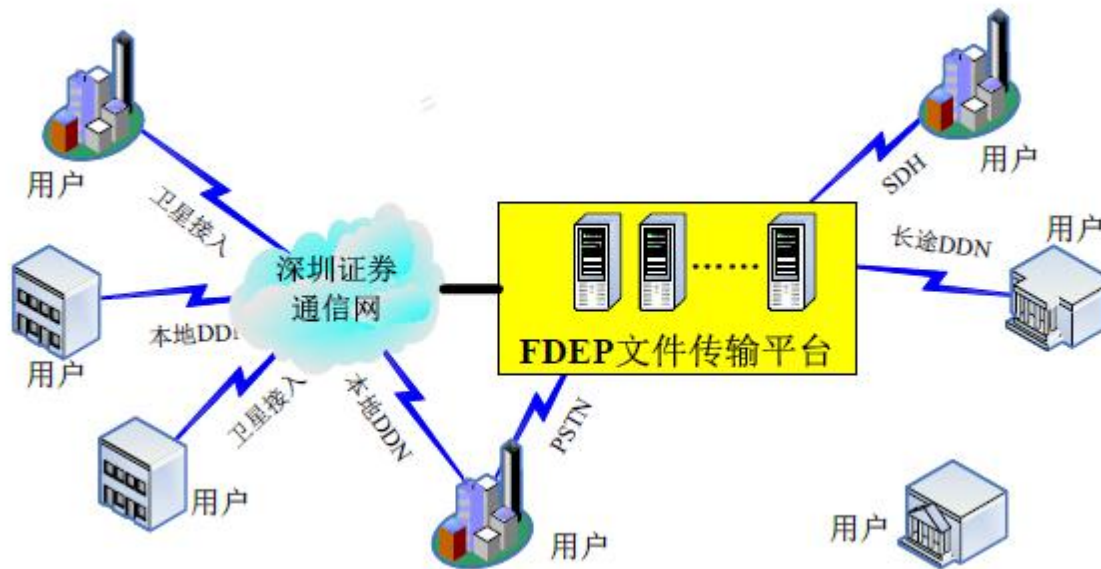 用户
SDH
用户
卫星接入
长途DDN
用户
深圳证券
通信网
......
本地DD
用户
FDEP文件传输平台
卫星接入
本地DDN
PSTN
用户
用户
用户